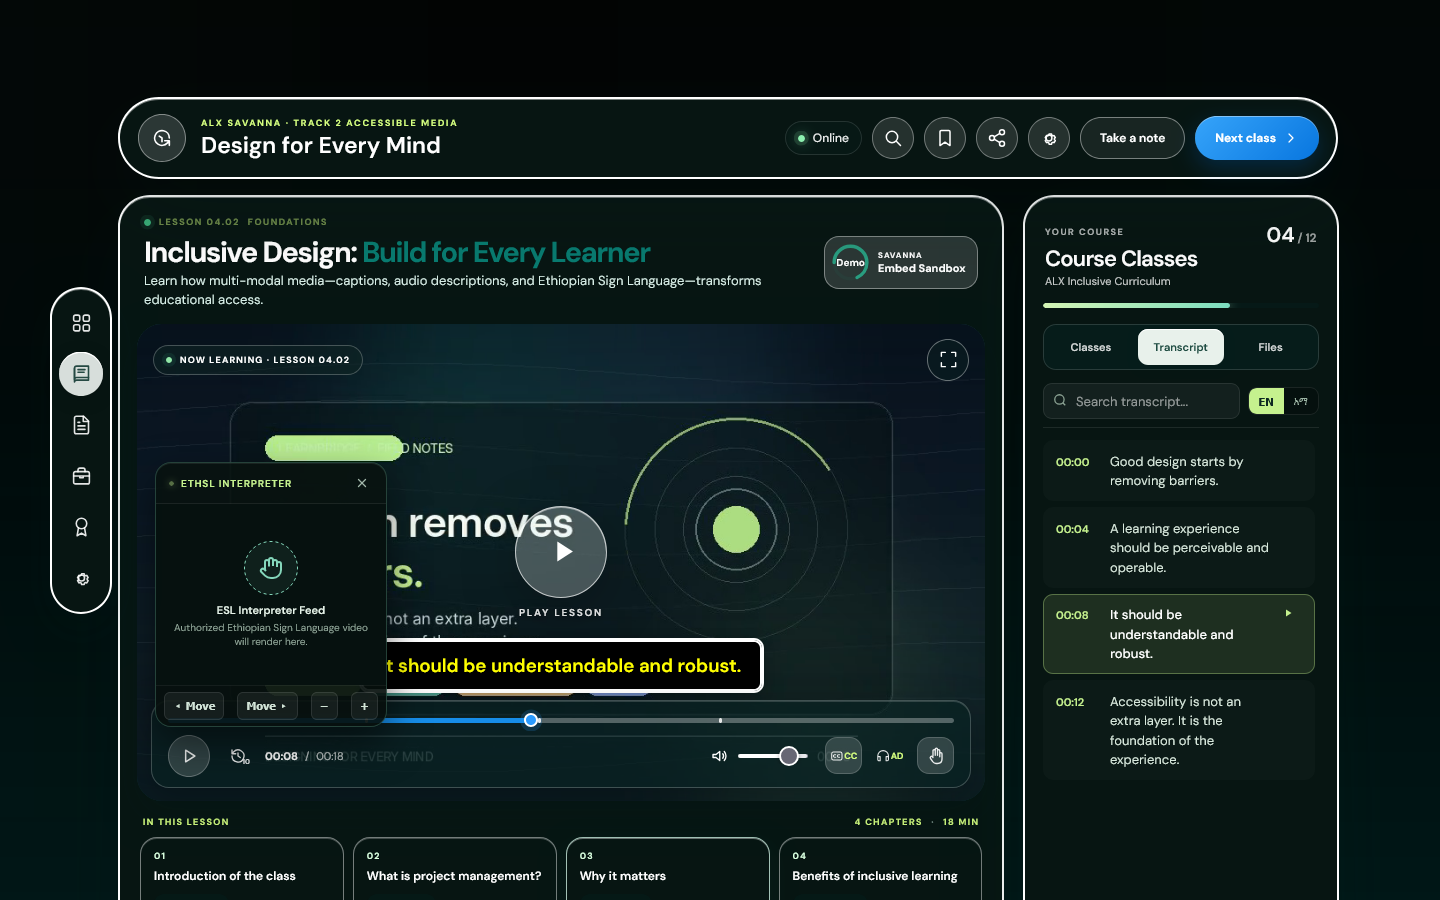 ALX SAVANNA · TRACK 2 ACCESSIBLE MEDIA
Design for Every Mind
Online
Take a note
Next class
LESSON 04.02 FOUNDATIONS
Inclusive Design: Build for Every Learner
Learn how multi-modal media—captions, audio descriptions, and Ethiopian Sign Language—transforms
educational access.
Demo
SAVANNA
Embed Sandbox
NOW LEARNING · LESSON 04.02
D NOTES
ETHSL INTERPRETER
removes
rs.
not an extra layer.
PLAY LESSON
ESL Interpreter Feed
Authorized Ethiopian Sign Language video
will render here.
t should be understandable and robust.
Move
Move
−
+
00:08 / 00:18
OR EVERY MIND
10
CC
CC
AD
IN THIS LESSON
4 CHAPTERS · 18 MIN
01
Introduction of the class
02
What is project management?
03
Why it matters
04
Benefits of inclusive learning
YOUR COURSE
04 / 12
Course Classes
ALX Inclusive Curriculum
Classes
Transcript
Files
Search transcript...
EN
አማ
00:00
Good design starts by
removing barriers.
00:04
A learning experience
should be perceivable and
operable.
00:08
It should be
understandable and
robust.
00:12
Accessibility is not an
extra layer. It is the
foundation of the
experience.